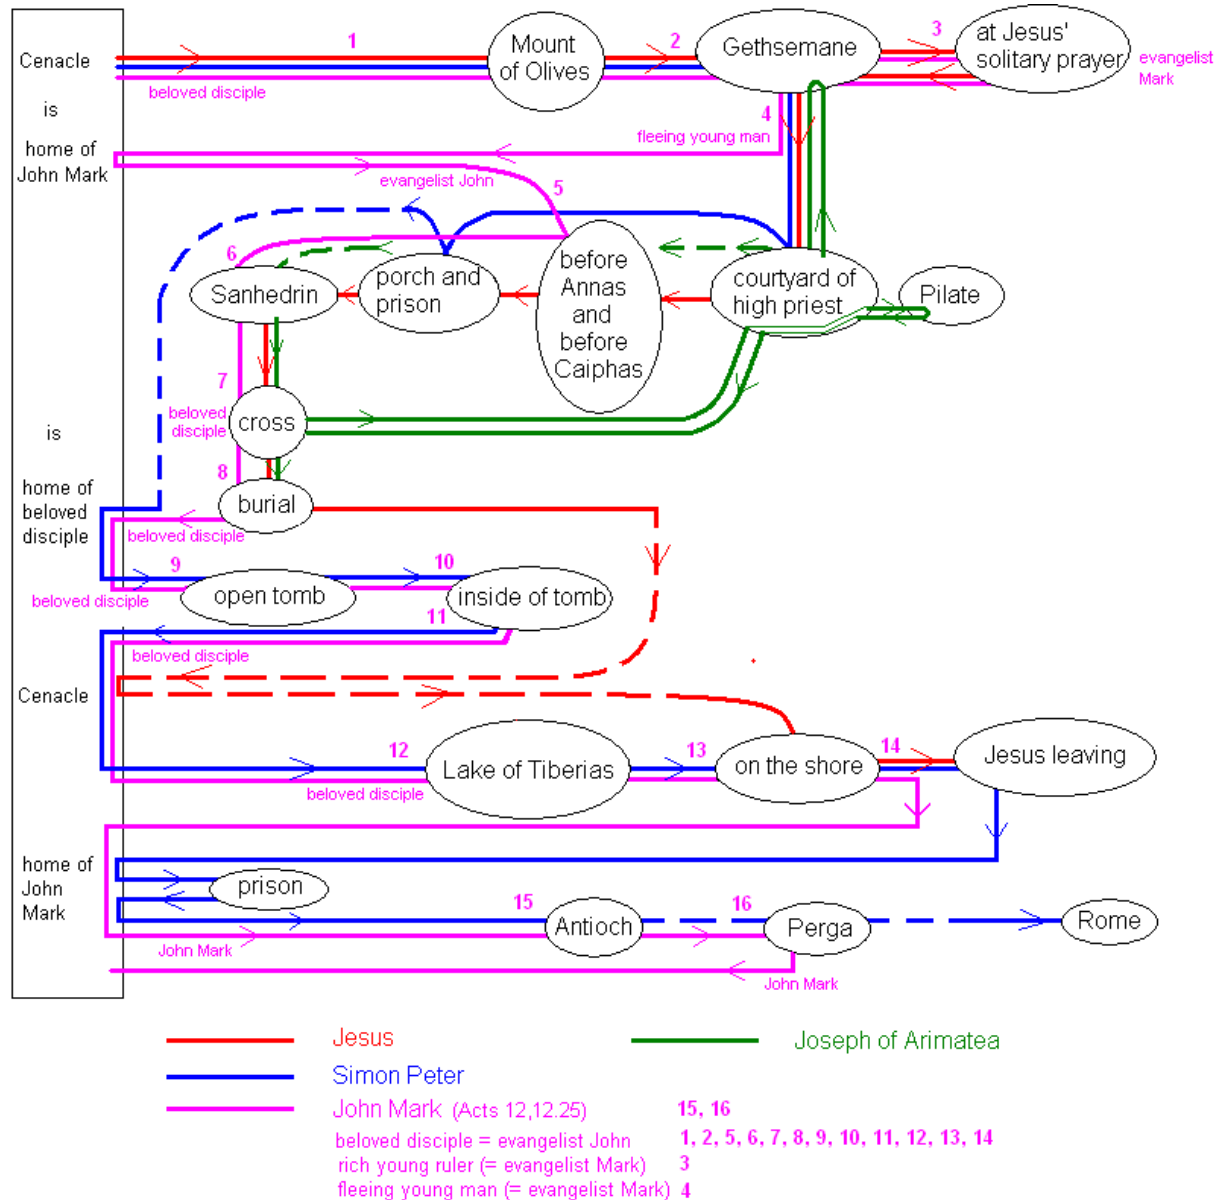 Cenacle
is
home of
John Mark
1
beloved disciple
Mount
of Olives
2
Gethsemane
3
at Jesus'
solitary prayer
evangelist
Mark
4
fleeing young man
evangelist John
5
6
Sanhedrin
porch and
prison
before
Annas
and
before
Caiphas
courtyard of
high priest
Pilate
7
beloved
disciple
cross
8
burial
is
home of
beloved
disciple
beloved disciple
9
10
beloved disciple
open tomb
inside of tomb
11
beloved disciple
Cenacle
12
beloved disciple
Lake of Tiberias
13
on the shore
14
Jesus leaving
home of
John
Mark
prison
15
Antioch
16
Perga
Rome
John Mark
John Mark
Jesus
Joseph of Arimatea
Simon Peter
John Mark (Acts 12,12.25) 15, 16
beloved disciple = evangelist John 1, 2, 5, 6, 7, 8, 9, 10, 11, 12, 13, 14
rich young ruler (= evangelist Mark) 3
fleeing young man (= evangelist Mark) 4